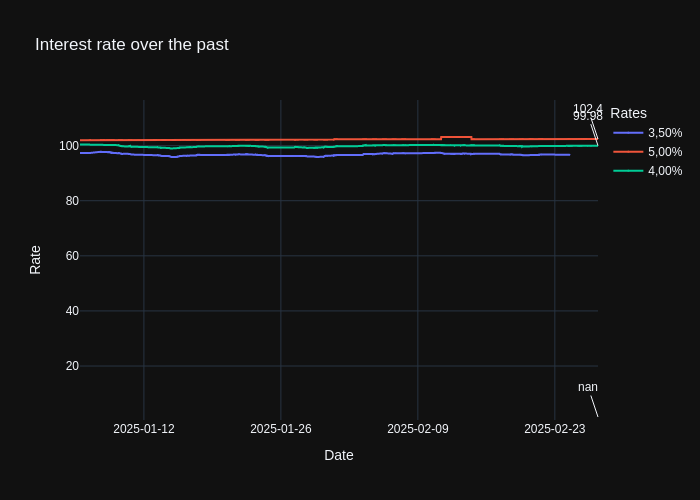 Interest rate over the past
102.4
99.98
Rates
3,50%
5,00%
4,00%
100
80
60
40
20
Rate
nan
2025-01-12
2025-01-26
2025-02-09
2025-02-23
Date